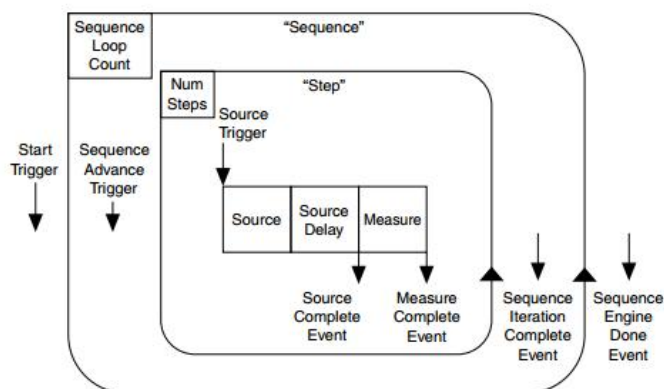 Sequence
Loop
Count
“Sequence”
Num
Steps
“Step”
Source
Trigger
Start
Trigger
Sequence
Advance
Trigger
Source
Source
Delay
Measure
Source
Complete
Event
Measure
Complete
Event
Sequence
Iteration
Complete
Event
Sequence
Engine
Done
Event